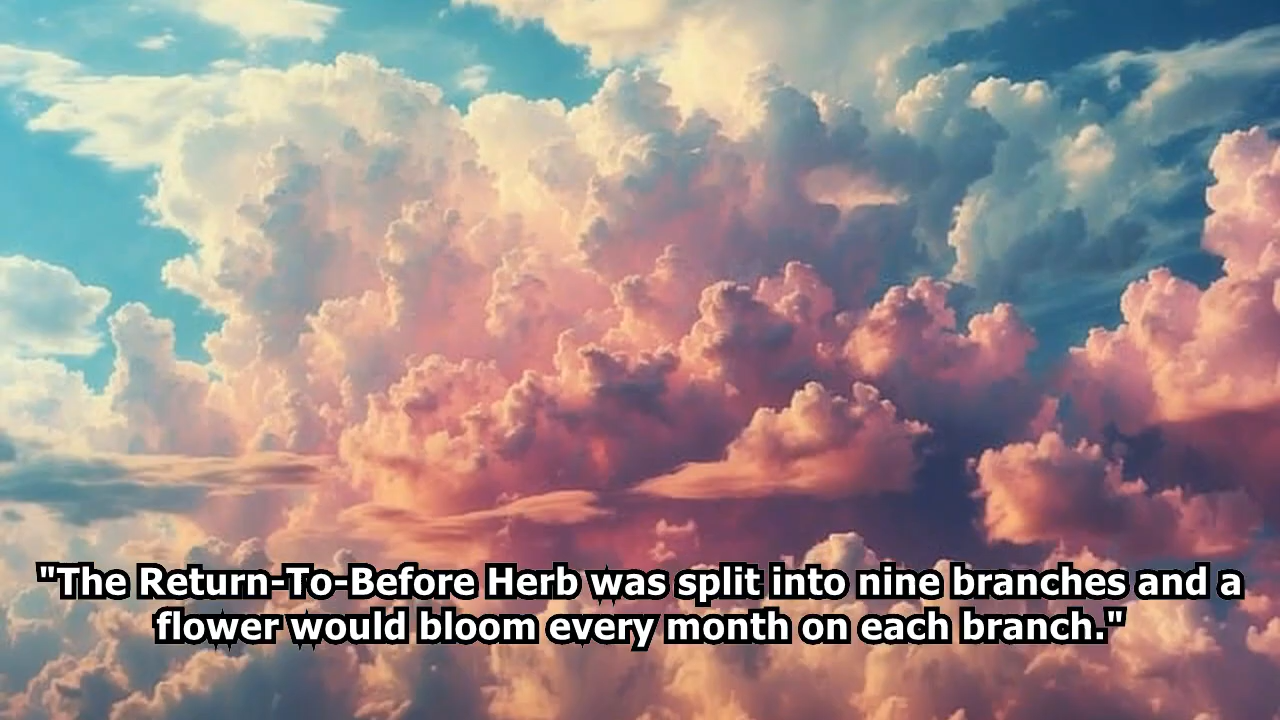 "The Return-To-Before Herb was split into nine branches and a
flower would bloom every month on each branch."